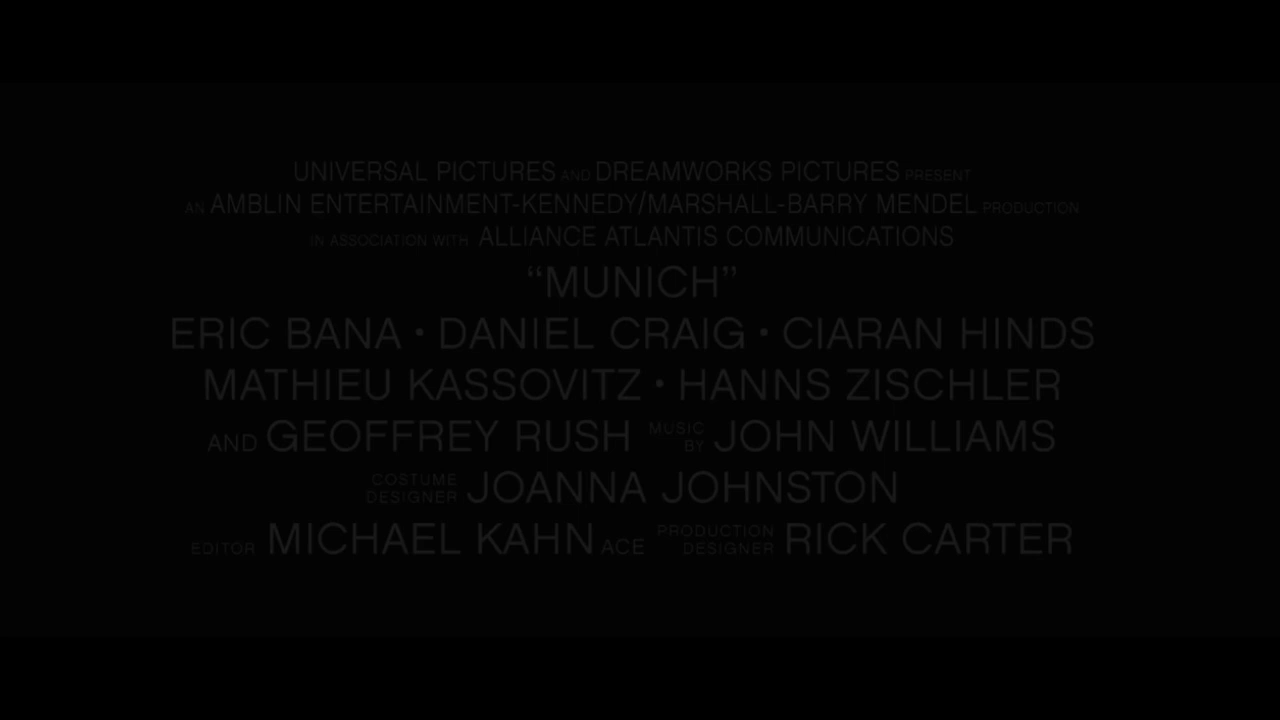 UNIVERSAL PICTURES AND DREAMWORKS PICTURES PRESENT
AN AMBLIN ENTERTAINMENT-KENNEDY/MARSHALL-BARRY MENDEL PRODUCTION
IN ASSOCIATION WITH ALLIANCE ATLANTIS COMMUNICATIONS
“MUNICH”
ERIC BANA • DANIEL CRAIG • CIARAN HINDS
MATHIEU KASSOVITZ • HANNS ZISCHLER
AND GEOFFREY RUSH MUSIC BY JOHN WILLIAMS
COSTUME DESIGNER JOANNA JOHNSTON
EDITOR MICHAEL KAHN ACE PRODUCTION DESIGNER RICK CARTER